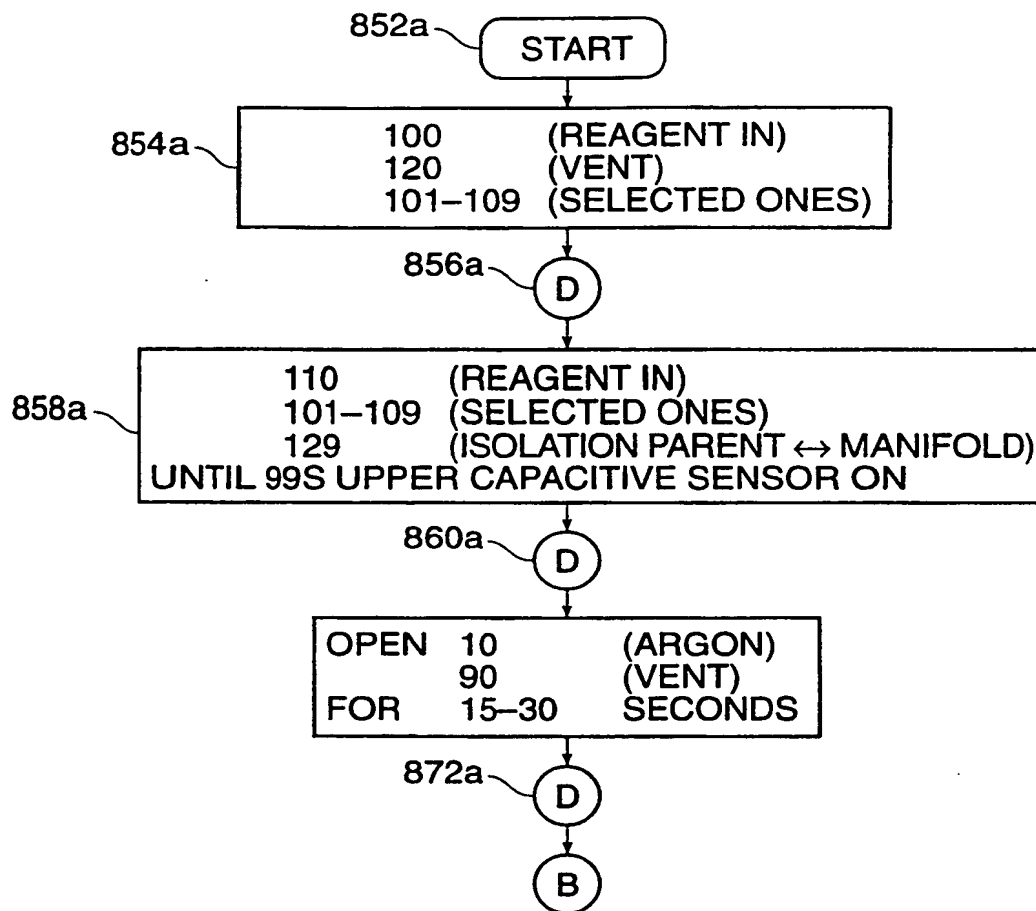 852a
START
854a
100 (REAGENT IN)
120 (VENT)
101–109 (SELECTED ONES)
856a
D
858a
110 (REAGENT IN)
101–109 (SELECTED ONES)
129 (ISOLATION PARENT ↔ MANIFOLD)
UNTIL 99S UPPER CAPACITIVE SENSOR ON
860a
D
OPEN 10 (ARGON)
90 (VENT)
FOR 15–30 SECONDS
872a
D
B